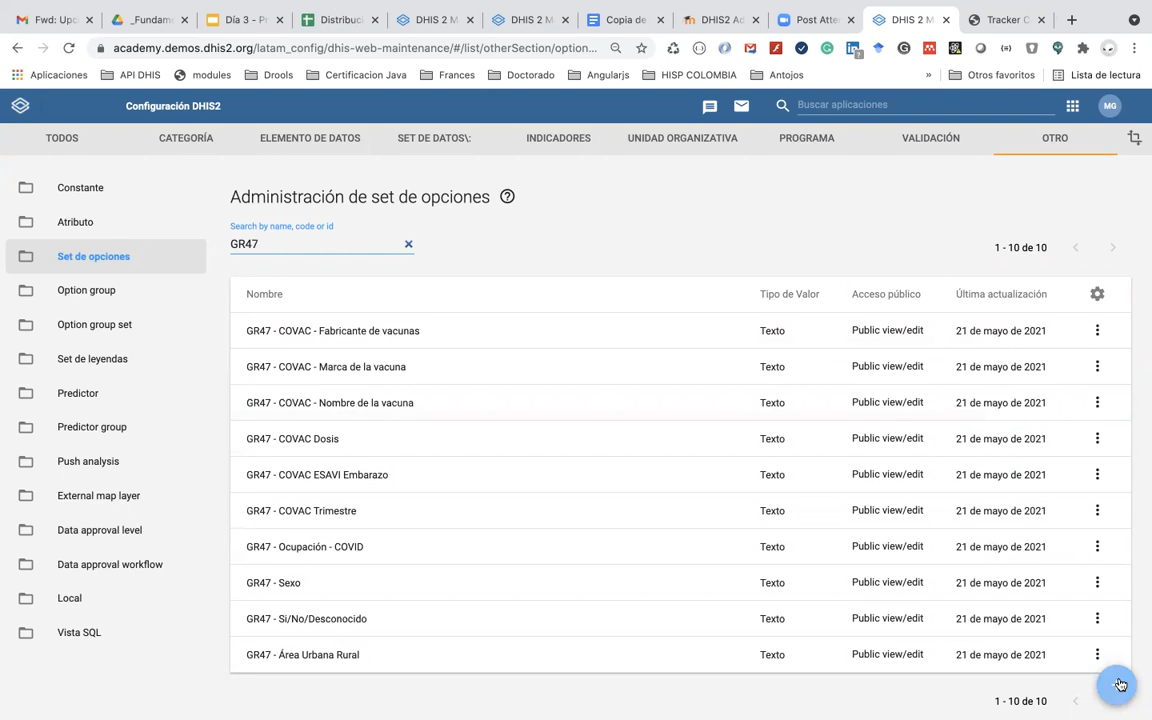 Fwd: Upc
_Fundam
Día 3 - Pr
Distribuci
DHIS 2 M
DHIS 2 M
Copia de
DHIS2 Ad
Post Atte
DHIS 2 M
Tracker C
academy.demos.dhis2.org/latam_config/dhis-web-maintenance/#/list/otherSection/option...
Aplicaciones
API DHIS
modules
Drools
Certificacion Java
Frances
Doctorado
Angularjs
HISP COLOMBIA
Antojos
»
Otros favoritos
Lista de lectura
Configuración DHIS2
Buscar aplicaciones
MG
TODOS
CATEGORÍA
ELEMENTO DE DATOS
SET DE DATOS\:
INDICADORES
UNIDAD ORGANIZATIVA
PROGRAMA
VALIDACIÓN
OTRO
Constante
Atributo
Set de opciones
Option group
Option group set
Set de leyendas
Predictor
Predictor group
Push analysis
External map layer
Data approval level
Data approval workflow
Local
Vista SQL
Administración de set de opciones
Search by name, code or id
GR47
1 - 10 de 10
Nombre Tipo de Valor Acceso público Última actualización
GR47 - COVAC - Fabricante de vacunas Texto Public view/edit 21 de mayo de 2021
GR47 - COVAC - Marca de la vacuna Texto Public view/edit 21 de mayo de 2021
GR47 - COVAC - Nombre de la vacuna Texto Public view/edit 21 de mayo de 2021
GR47 - COVAC Dosis Texto Public view/edit 21 de mayo de 2021
GR47 - COVAC ESAVI Embarazo Texto Public view/edit 21 de mayo de 2021
GR47 - COVAC Trimestre Texto Public view/edit 21 de mayo de 2021
GR47 - Ocupación - COVID Texto Public view/edit 21 de mayo de 2021
GR47 - Sexo Texto Public view/edit 21 de mayo de 2021
GR47 - Si/No/Desconocido Texto Public view/edit 21 de mayo de 2021
GR47 - Área Urbana Rural Texto Public view/edit 21 de mayo de 2021
1 - 10 de 10